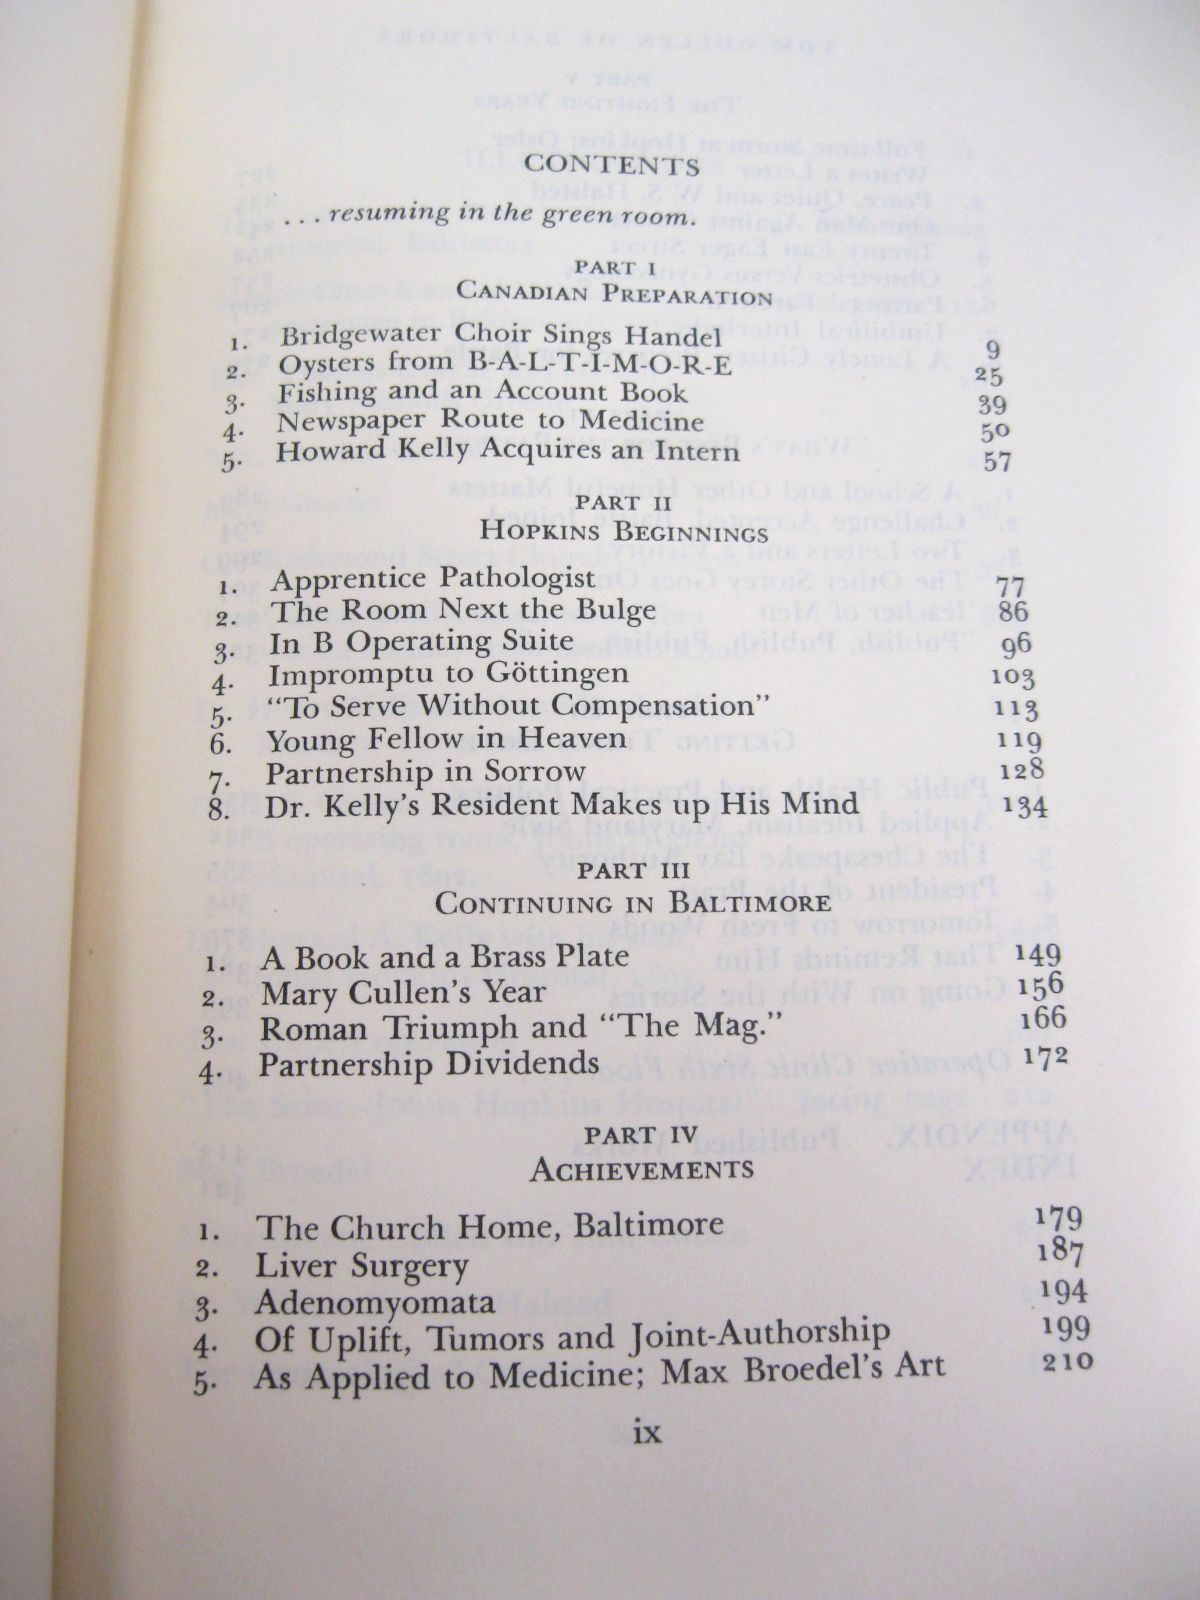 CONTENTS
. . . resuming in the green room.
PART I
CANADIAN PREPARATION
1. Bridgewater Choir Sings Handel 9
2. Oysters from B-A-L-T-I-M-O-R-E 25
3. Fishing and an Account Book 39
4. Newspaper Route to Medicine 50
5. Howard Kelly Acquires an Intern 57
PART II
HOPKINS BEGINNINGS
1. Apprentice Pathologist 77
2. The Room Next the Bulge 86
3. In B Operating Suite 96
4. Impromptu to Göttingen 103
5. “To Serve Without Compensation” 113
6. Young Fellow in Heaven 119
7. Partnership in Sorrow 128
8. Dr. Kelly’s Resident Makes up His Mind 134
PART III
CONTINUING IN BALTIMORE
1. A Book and a Brass Plate 149
2. Mary Cullen’s Year 156
3. Roman Triumph and “The Mag.” 166
4. Partnership Dividends 172
PART IV
ACHIEVEMENTS
1. The Church Home, Baltimore 179
2. Liver Surgery 187
3. Adenomyomata 194
4. Of Uplift, Tumors and Joint-Authorship 199
5. As Applied to Medicine; Max Broedel’s Art 210
ix